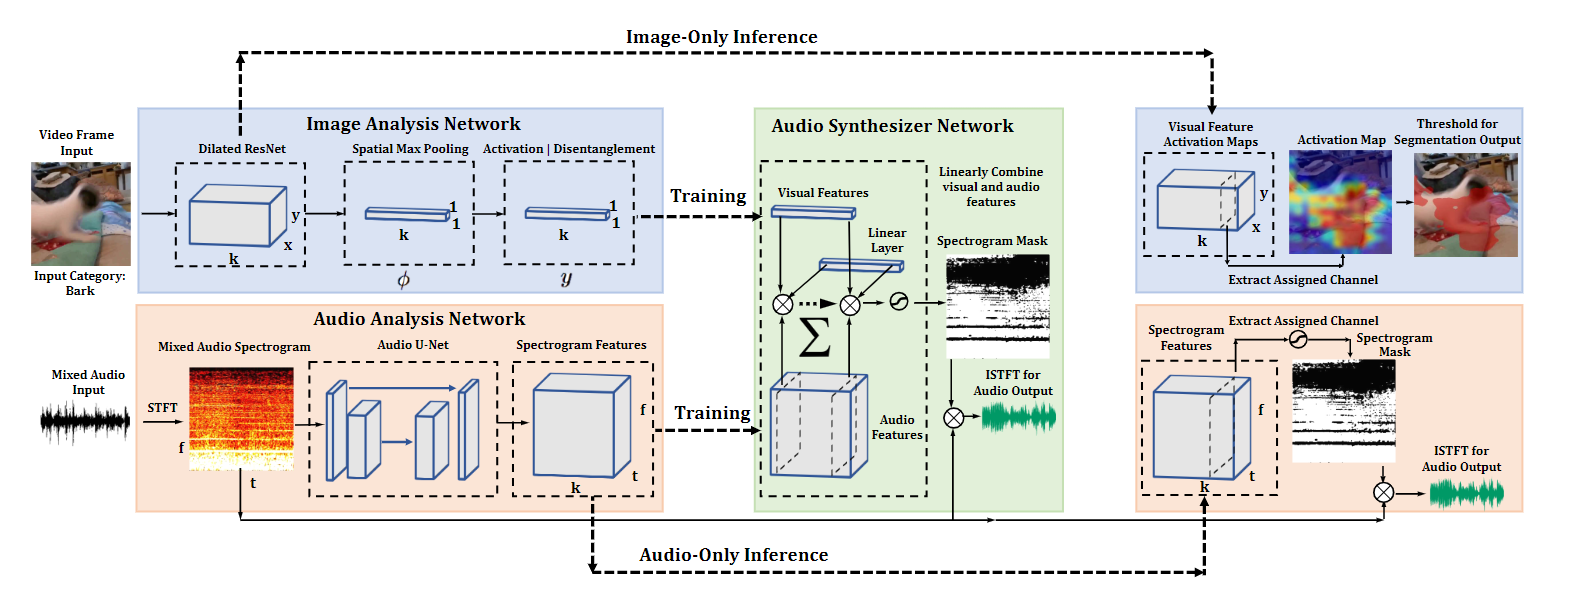 Image-Only Inference
Video Frame
Input
Input Category:
Bark
Image Analysis Network
Dilated ResNet
y
x
k
Spatial Max Pooling
1
1
k
ϕ
Activation | Disentanglement
1
1
k
y
Training
Mixed Audio
Input
STFT
Audio Analysis Network
Mixed Audio Spectrogram
f
t
Audio U-Net
Spectrogram Features
f
t
k
Training
Audio Synthesizer Network
Visual Features
Linear
Layer
Σ
Audio
Features
Linearly Combine
visual and audio
features
Spectrogram Mask
ISTFT for
Audio Output
Visual Feature
Activation Maps
y
x
k
Extract Assigned Channel
Activation Map
Threshold for
Segmentation Output
Extract Assigned Channel
Spectrogram
Features
f
t
k
Spectrogram
Mask
ISTFT for
Audio Output
Audio-Only Inference